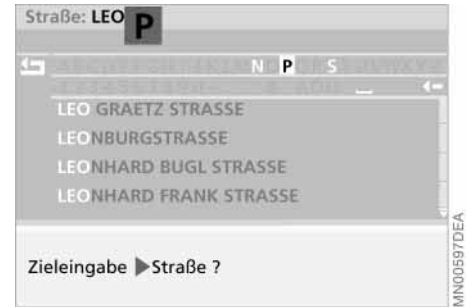 Straße: LEO P
N P S
LEO GRAETZ STRASSE
LEONBURGSTRASSE
LEONHARD BUGL STRASSE
LEONHARD FRANK STRASSE
Zieleingabe ▶Straße ?
MN00597DEA